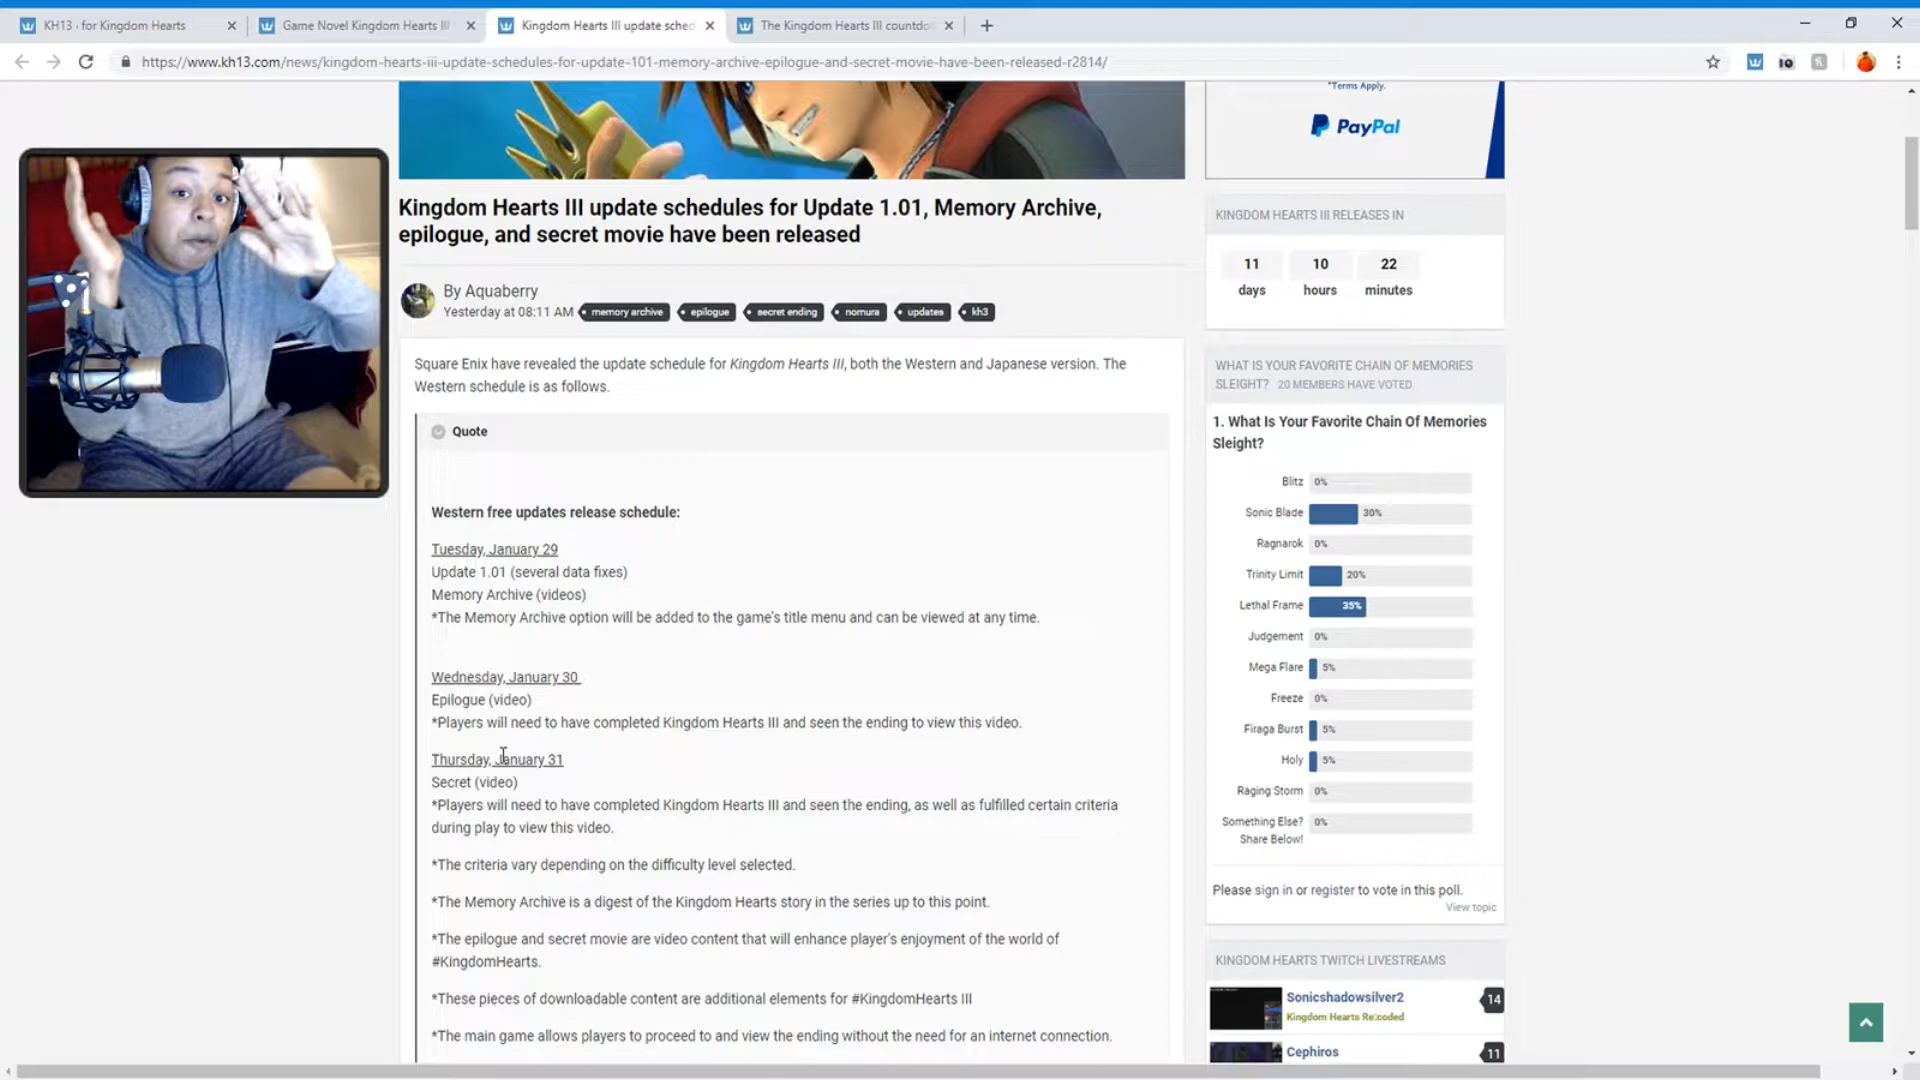 KH13 · for Kingdom Hearts
Game Novel Kingdom Hearts III
Kingdom Hearts III update sched
The Kingdom Hearts III countdo
https://www.kh13.com/news/kingdom-hearts-iii-update-schedules-for-update-101-memory-archive-epilogue-and-secret-movie-have-been-released-r2814/
*Terms Apply.
PayPal
Kingdom Hearts III update schedules for Update 1.01, Memory Archive,
epilogue, and secret movie have been released
By Aquaberry
Yesterday at 08:11 AM
memory archive
epilogue
secret ending
nomura
updates
kh3
Square Enix have revealed the update schedule for Kingdom Hearts III, both the Western and Japanese version. The
Western schedule is as follows.
Quote
Western free updates release schedule:
Tuesday, January 29
Update 1.01 (several data fixes)
Memory Archive (videos)
*The Memory Archive option will be added to the game's title menu and can be viewed at any time.
Wednesday, January 30
Epilogue (video)
*Players will need to have completed Kingdom Hearts III and seen the ending to view this video.
Thursday, January 31
Secret (video)
*Players will need to have completed Kingdom Hearts III and seen the ending, as well as fulfilled certain criteria
during play to view this video.
*The criteria vary depending on the difficulty level selected.
*The Memory Archive is a digest of the Kingdom Hearts story in the series up to this point.
*The epilogue and secret movie are video content that will enhance player's enjoyment of the world of
#KingdomHearts.
*These pieces of downloadable content are additional elements for #KingdomHearts III
*The main game allows players to proceed to and view the ending without the need for an internet connection.
KINGDOM HEARTS III RELEASES IN
11 10 22
days hours minutes
WHAT IS YOUR FAVORITE CHAIN OF MEMORIES
SLEIGHT? 20 MEMBERS HAVE VOTED
1. What Is Your Favorite Chain Of Memories
Sleight?
Blitz 0%
Sonic Blade 30%
Ragnarok 0%
Trinity Limit 20%
Lethal Frame 35%
Judgement 0%
Mega Flare 5%
Freeze 0%
Firaga Burst 5%
Holy 5%
Raging Storm 0%
Something Else? 0%
Share Below!
Please sign in or register to vote in this poll.
View topic
KINGDOM HEARTS TWITCH LIVESTREAMS
Sonicshadowsilver2 14
Kingdom Hearts Re:coded
Cephiros 11